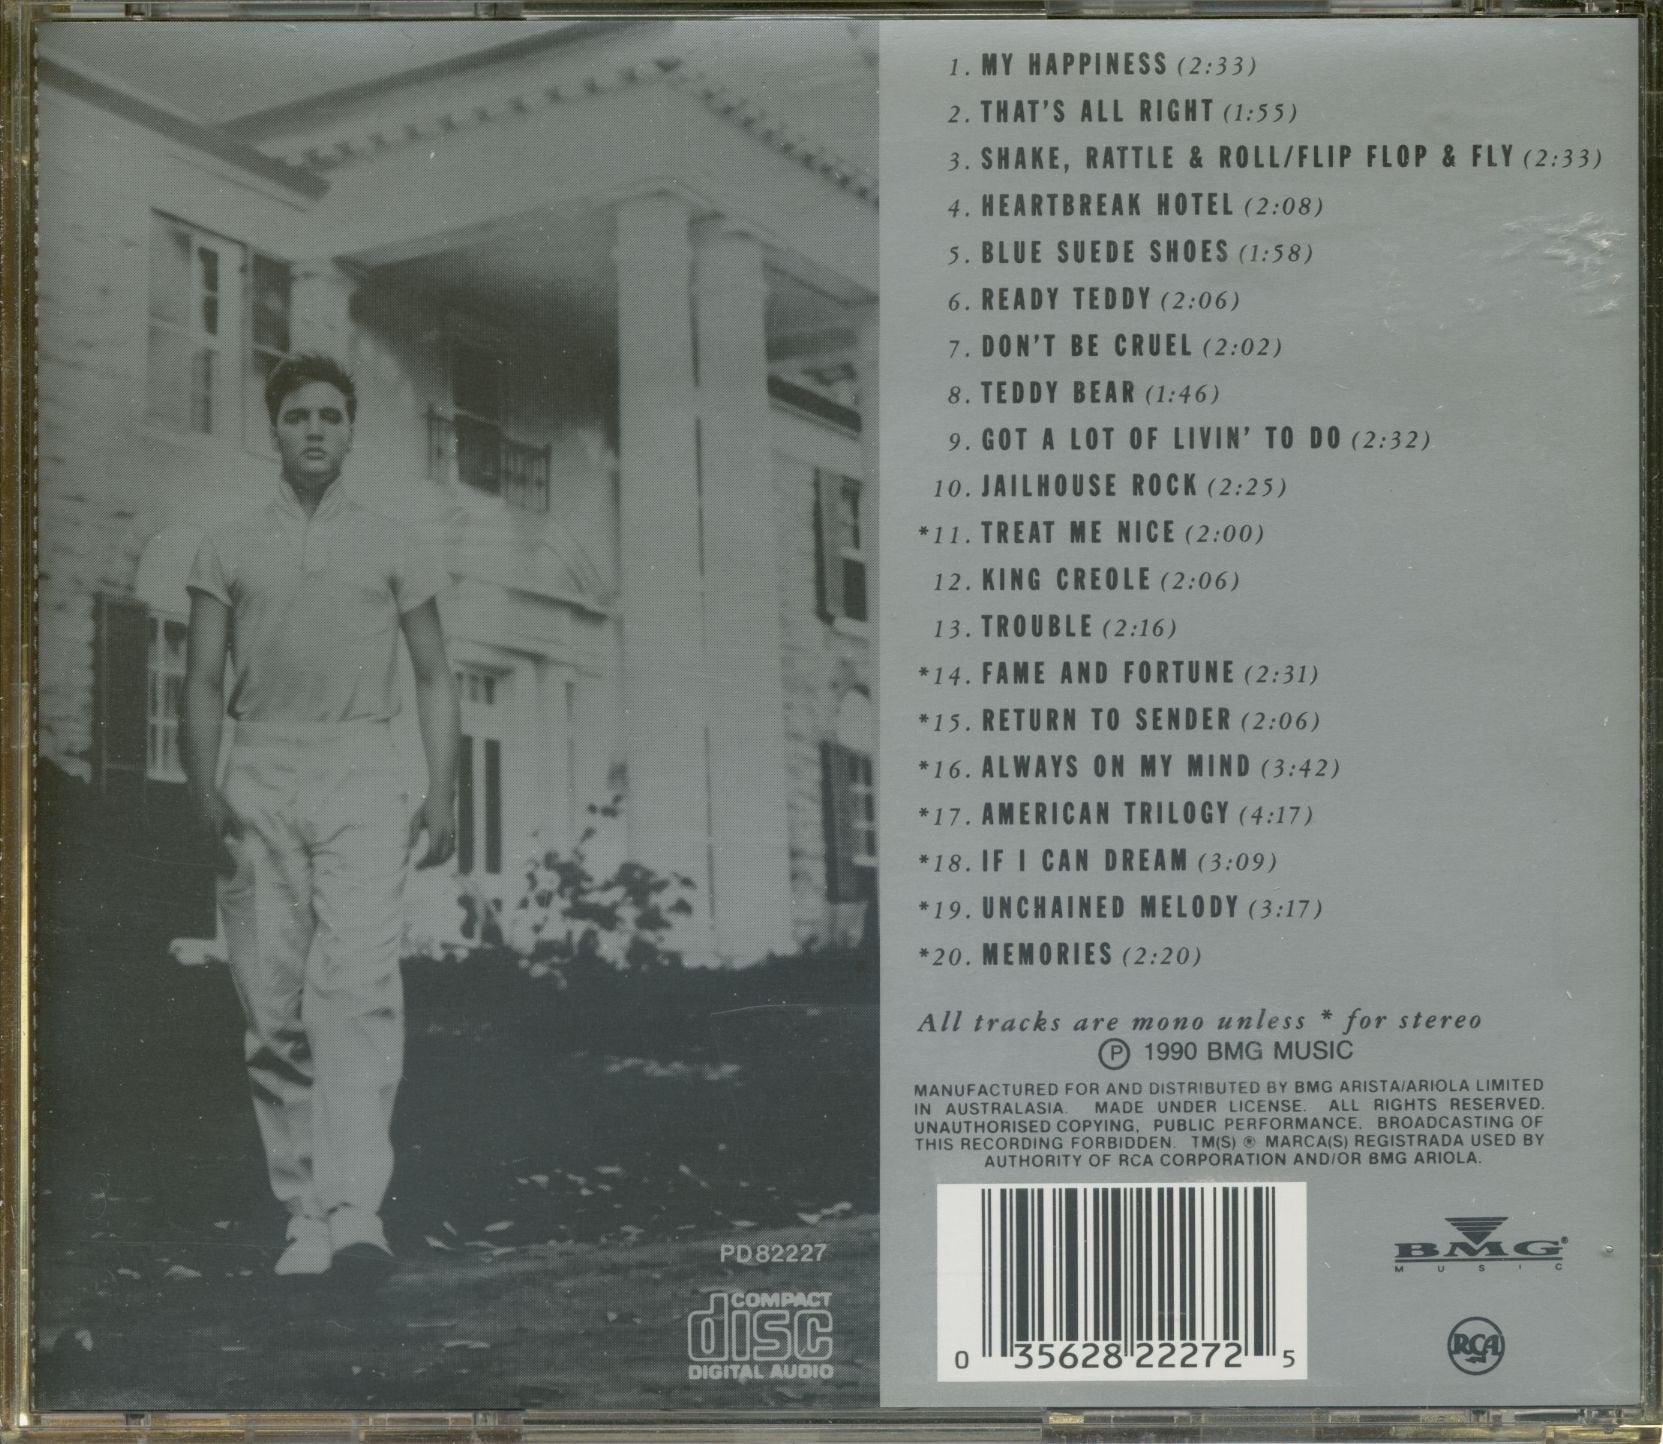 1. MY HAPPINESS (2:33)
2. THAT'S ALL RIGHT (1:55)
3. SHAKE, RATTLE & ROLL/FLIP FLOP & FLY (2:33)
4. HEARTBREAK HOTEL (2:08)
5. BLUE SUEDE SHOES (1:58)
6. READY TEDDY (2:06)
7. DON'T BE CRUEL (2:02)
8. TEDDY BEAR (1:46)
9. GOT A LOT OF LIVIN' TO DO (2:32)
10. JAILHOUSE ROCK (2:25)
*11. TREAT ME NICE (2:00)
12. KING CREOLE (2:06)
13. TROUBLE (2:16)
*14. FAME AND FORTUNE (2:31)
*15. RETURN TO SENDER (2:06)
*16. ALWAYS ON MY MIND (3:42)
*17. AMERICAN TRILOGY (4:17)
*18. IF I CAN DREAM (3:09)
*19. UNCHAINED MELODY (3:17)
*20. MEMORIES (2:20)
All tracks are mono unless * for stereo
Ⓟ 1990 BMG MUSIC
MANUFACTURED FOR AND DISTRIBUTED BY BMG ARISTA/ARIOLA LIMITED
IN AUSTRALASIA. MADE UNDER LICENSE. ALL RIGHTS RESERVED.
UNAUTHORISED COPYING, PUBLIC PERFORMANCE, BROADCASTING OF
THIS RECORDING FORBIDDEN. TM(S) ® MARCA(S) REGISTRADA USED BY
AUTHORITY OF RCA CORPORATION AND/OR BMG ARIOLA.
PD82227
COMPACT
disc
DIGITAL AUDIO
0 35628 22272 5
BMG®
MUSIC
RCA